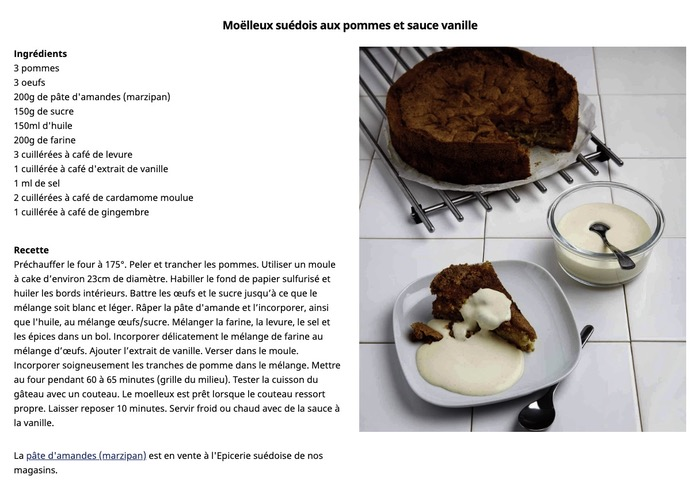 Moëlleux suédois aux pommes et sauce vanille
Ingrédients
3 pommes
3 oeufs
200g de pâte d'amandes (marzipan)
150g de sucre
150ml d'huile
200g de farine
3 cuillérées à café de levure
1 cuillérée à café d'extrait de vanille
1 ml de sel
2 cuillérées à café de cardamome moulue
1 cuillérée à café de gingembre
Recette
Préchauffer le four à 175°. Peler et trancher les pommes. Utiliser un moule
à cake d'environ 23cm de diamètre. Habiller le fond de papier sulfurisé et
huiler les bords intérieurs. Battre les œufs et le sucre jusqu'à ce que le
mélange soit blanc et léger. Râper la pâte d'amande et l'incorporer, ainsi
que l'huile, au mélange œufs/sucre. Mélanger la farine, la levure, le sel et
les épices dans un bol. Incorporer délicatement le mélange de farine au
mélange d'œufs. Ajouter l'extrait de vanille. Verser dans le moule.
Incorporer soigneusement les tranches de pomme dans le mélange. Mettre
au four pendant 60 à 65 minutes (grille du milieu). Tester la cuisson du
gâteau avec un couteau. Le moelleux est prêt lorsque le couteau ressort
propre. Laisser reposer 10 minutes. Servir froid ou chaud avec de la sauce à
la vanille.
La pâte d'amandes (marzipan) est en vente à l'Epicerie suédoise de nos
magasins.